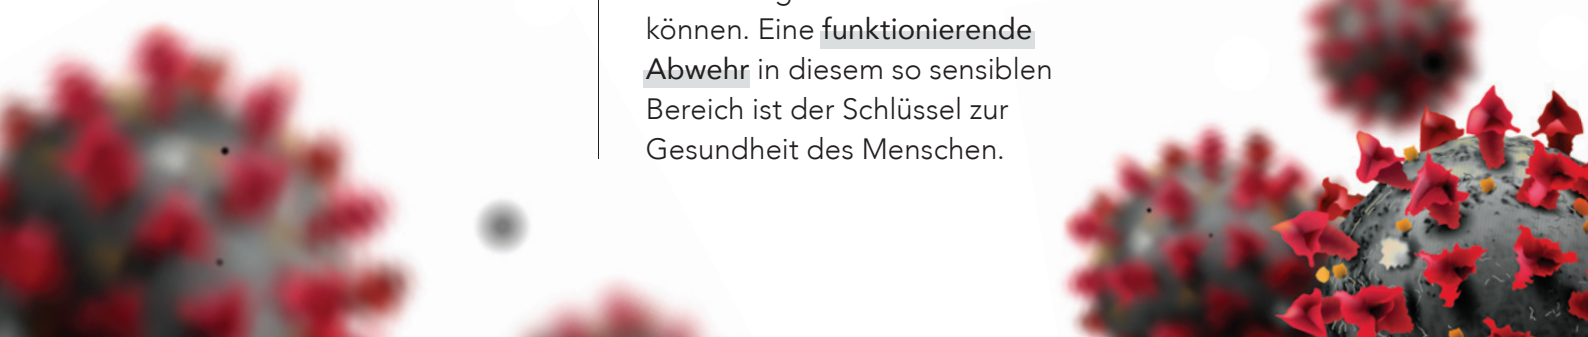 können. Eine funktionierende
Abwehr in diesem so sensiblen
Bereich ist der Schlüssel zur
Gesundheit des Menschen.